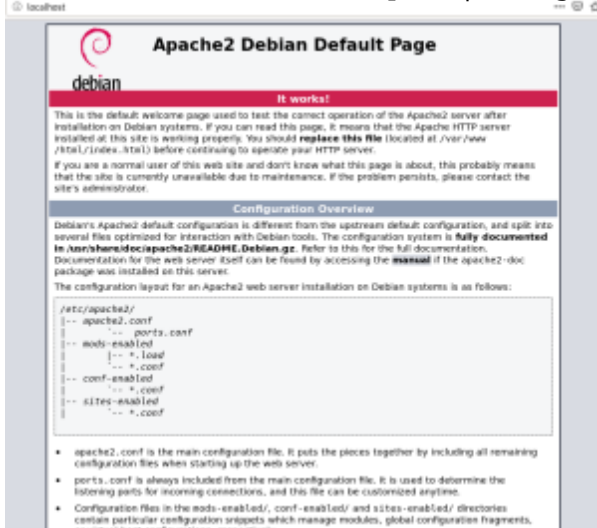 localhost
Apache2 Debian Default Page
debian
It works!
This is the default welcome page used to test the correct operation of the Apache2 server after
installation on Debian systems. If you can read this page, it means that the Apache HTTP server
installed at this site is working properly. You should replace this file (located at /var/www
/html/index.html) before continuing to operate your HTTP server.
If you are a normal user of this web site and don't know what this page is about, this probably means
that the site is currently unavailable due to maintenance. If the problem persists, please contact the
site's administrator.
Configuration Overview
Debian's Apache2 default configuration is different from the upstream default configuration, and split into
several files optimized for interaction with Debian tools. The configuration system is fully documented
in /usr/share/doc/apache2/README.Debian.gz. Refer to this for the full documentation.
Documentation for the web server itself can be found by accessing the manual if the apache2-doc
package was installed on this server.
The configuration layout for an Apache2 web server installation on Debian systems is as follows:
/etc/apache2/
|-- apache2.conf
|       `-- ports.conf
|-- mods-enabled
|       |-- *.load
|       `-- *.conf
|-- conf-enabled
|       `-- *.conf
|-- sites-enabled
|       `-- *.conf
• apache2.conf is the main configuration file. It puts the pieces together by including all remaining
configuration files when starting up the web server.
• ports.conf is always included from the main configuration file. It is used to determine the
listening ports for incoming connections, and this file can be customized anytime.
• Configuration files in the mods-enabled/, conf-enabled/ and sites-enabled/ directories
contain particular configuration snippets which manage modules, global configuration fragments,